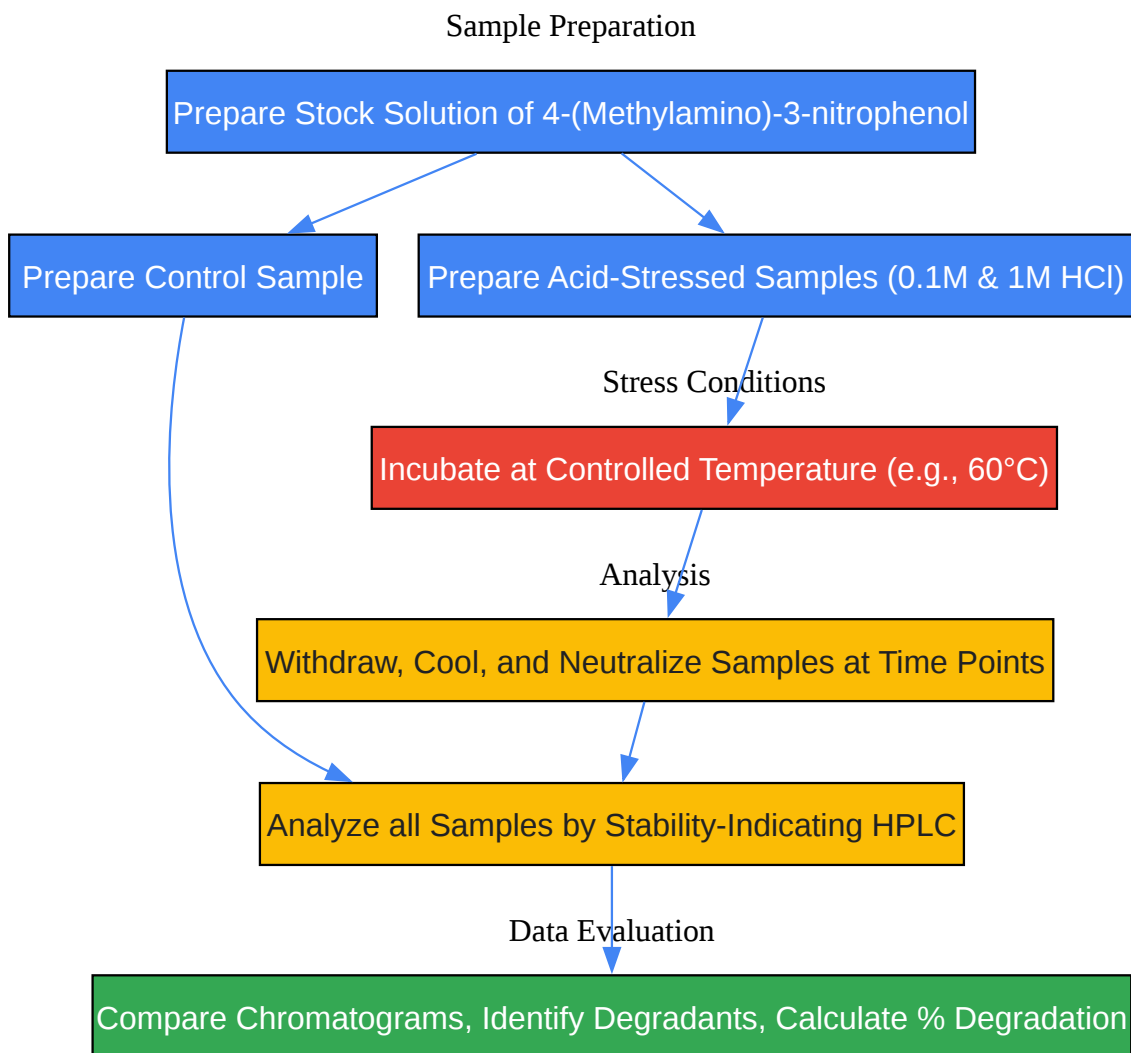 Sample Preparation
Prepare Stock Solution of 4-(Methylamino)-3-nitrophenol
Prepare Control Sample
Prepare Acid-Stressed Samples (0.1M & 1M HCl)
Stress Conditions
Incubate at Controlled Temperature (e.g., 60°C)
Analysis
Withdraw, Cool, and Neutralize Samples at Time Points
Analyze all Samples by Stability-Indicating HPLC
Data Evaluation
Compare Chromatograms, Identify Degradants, Calculate % Degradation